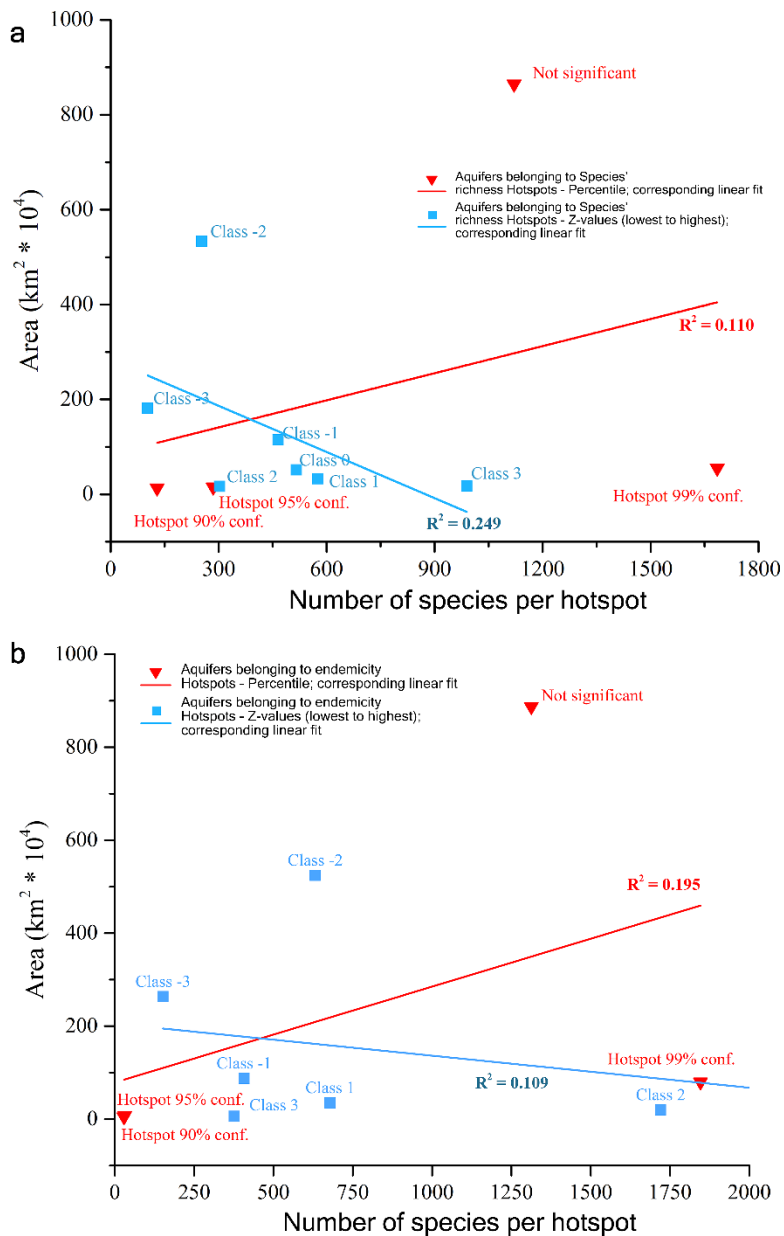 a
1000
800
600
400
200
0
Area (km² * 10⁴)
Not significant
Aquifers belonging to Species'
richness Hotspots - Percentile; corresponding linear fit
Aquifers belonging to Species'
richness Hotspots - Z-values (lowest to highest);
corresponding linear fit
Class -2
R² = 0.110
Class -3
Class -1
Class 0
Class 2
Class 1
Class 3
Hotspot 95% conf.
Hotspot 90% conf.
Hotspot 99% conf.
R² = 0.249
0
300
600
900
1200
1500
1800
Number of species per hotspot
b
1000
800
600
400
200
0
Area (km² * 10⁴)
Aquifers belonging to endemicity
Hotspots - Percentile; corresponding linear fit
Aquifers belonging to endemicity
Hotspots - Z-values (lowest to highest);
corresponding linear fit
Not significant
Class -2
R² = 0.195
Class -3
Class -1
Hotspot 99% conf.
R² = 0.109
Hotspot 95% conf.
Class 1
Class 2
Class 3
Hotspot 90% conf.
0
250
500
750
1000
1250
1500
1750
2000
Number of species per hotspot